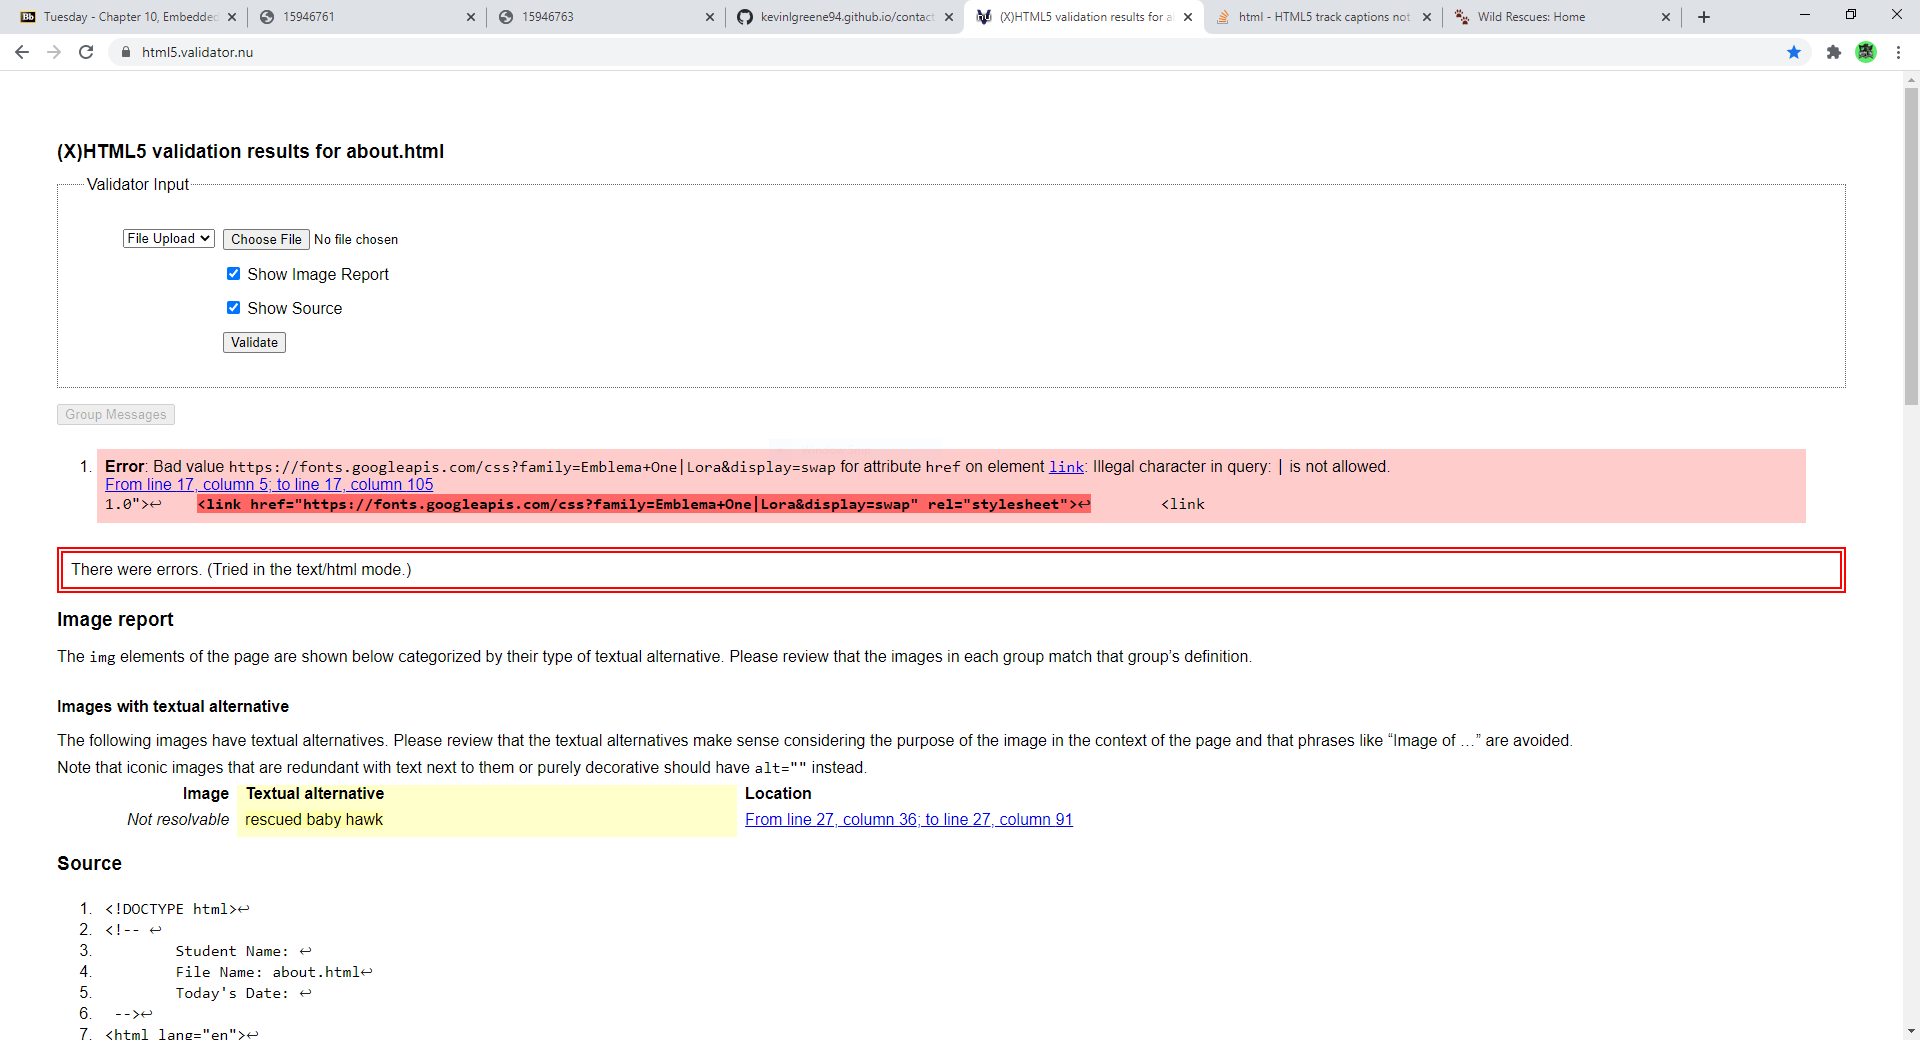 Tuesday - Chapter 10, Embedded
15946761
15946763
kevinlgreene94.github.io/contact
(X)HTML5 validation results for a
html - HTML5 track captions not
Wild Rescues: Home
html5.validator.nu
(X)HTML5 validation results for about.html
Validator Input
File Upload Choose File No file chosen
Show Image Report
Show Source
Validate
Group Messages
1. Error: Bad value https://fonts.googleapis.com/css?family=Emblema+One|Lora&display=swap for attribute href on element link: Illegal character in query: | is not allowed.
From line 17, column 5; to line 17, column 105
1.0">↩ <link href="https://fonts.googleapis.com/css?family=Emblema+One|Lora&display=swap" rel="stylesheet">↩ <link
There were errors. (Tried in the text/html mode.)
Image report
The img elements of the page are shown below categorized by their type of textual alternative. Please review that the images in each group match that group’s definition.
Images with textual alternative
The following images have textual alternatives. Please review that the textual alternatives make sense considering the purpose of the image in the context of the page and that phrases like “Image of …” are avoided.
Note that iconic images that are redundant with text next to them or purely decorative should have alt="" instead.
Image Textual alternative Location
Not resolvable rescued baby hawk From line 27, column 36; to line 27, column 91
Source
1. <!DOCTYPE html>↩
2. <!-- ↩
3. Student Name: ↩
4. File Name: about.html↩
5. Today's Date: ↩
6. -->↩
7. <html lang="en">↩